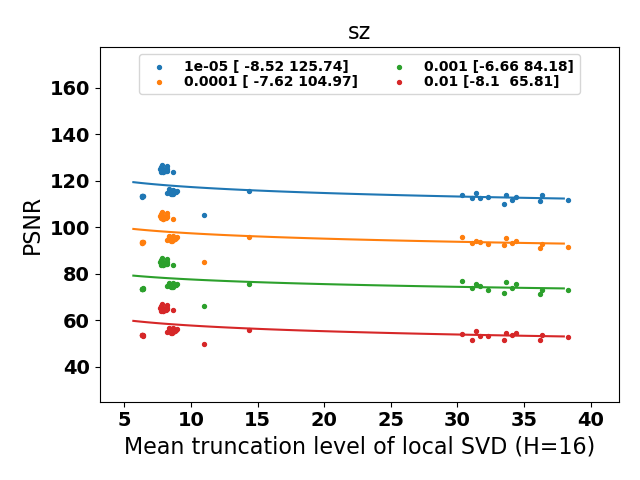 sz
1e-05 [ -8.52 125.74]
0.0001 [ -7.62 104.97]
0.001 [-6.66 84.18]
0.01 [-8.1  65.81]
PSNR
160
140
120
100
80
60
40
5 10 15 20 25 30 35 40
Mean truncation level of local SVD (H=16)